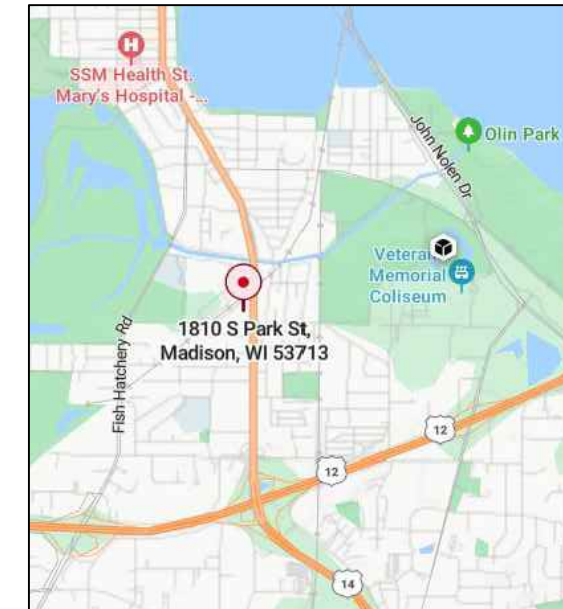 SSM Health St.
Mary's Hospital -...
John Nolen Dr
Olin Park
Veterans
Memorial
Coliseum
1810 S Park St,
Madison, WI 53713
Fish Hatchery Rd
12
12
14